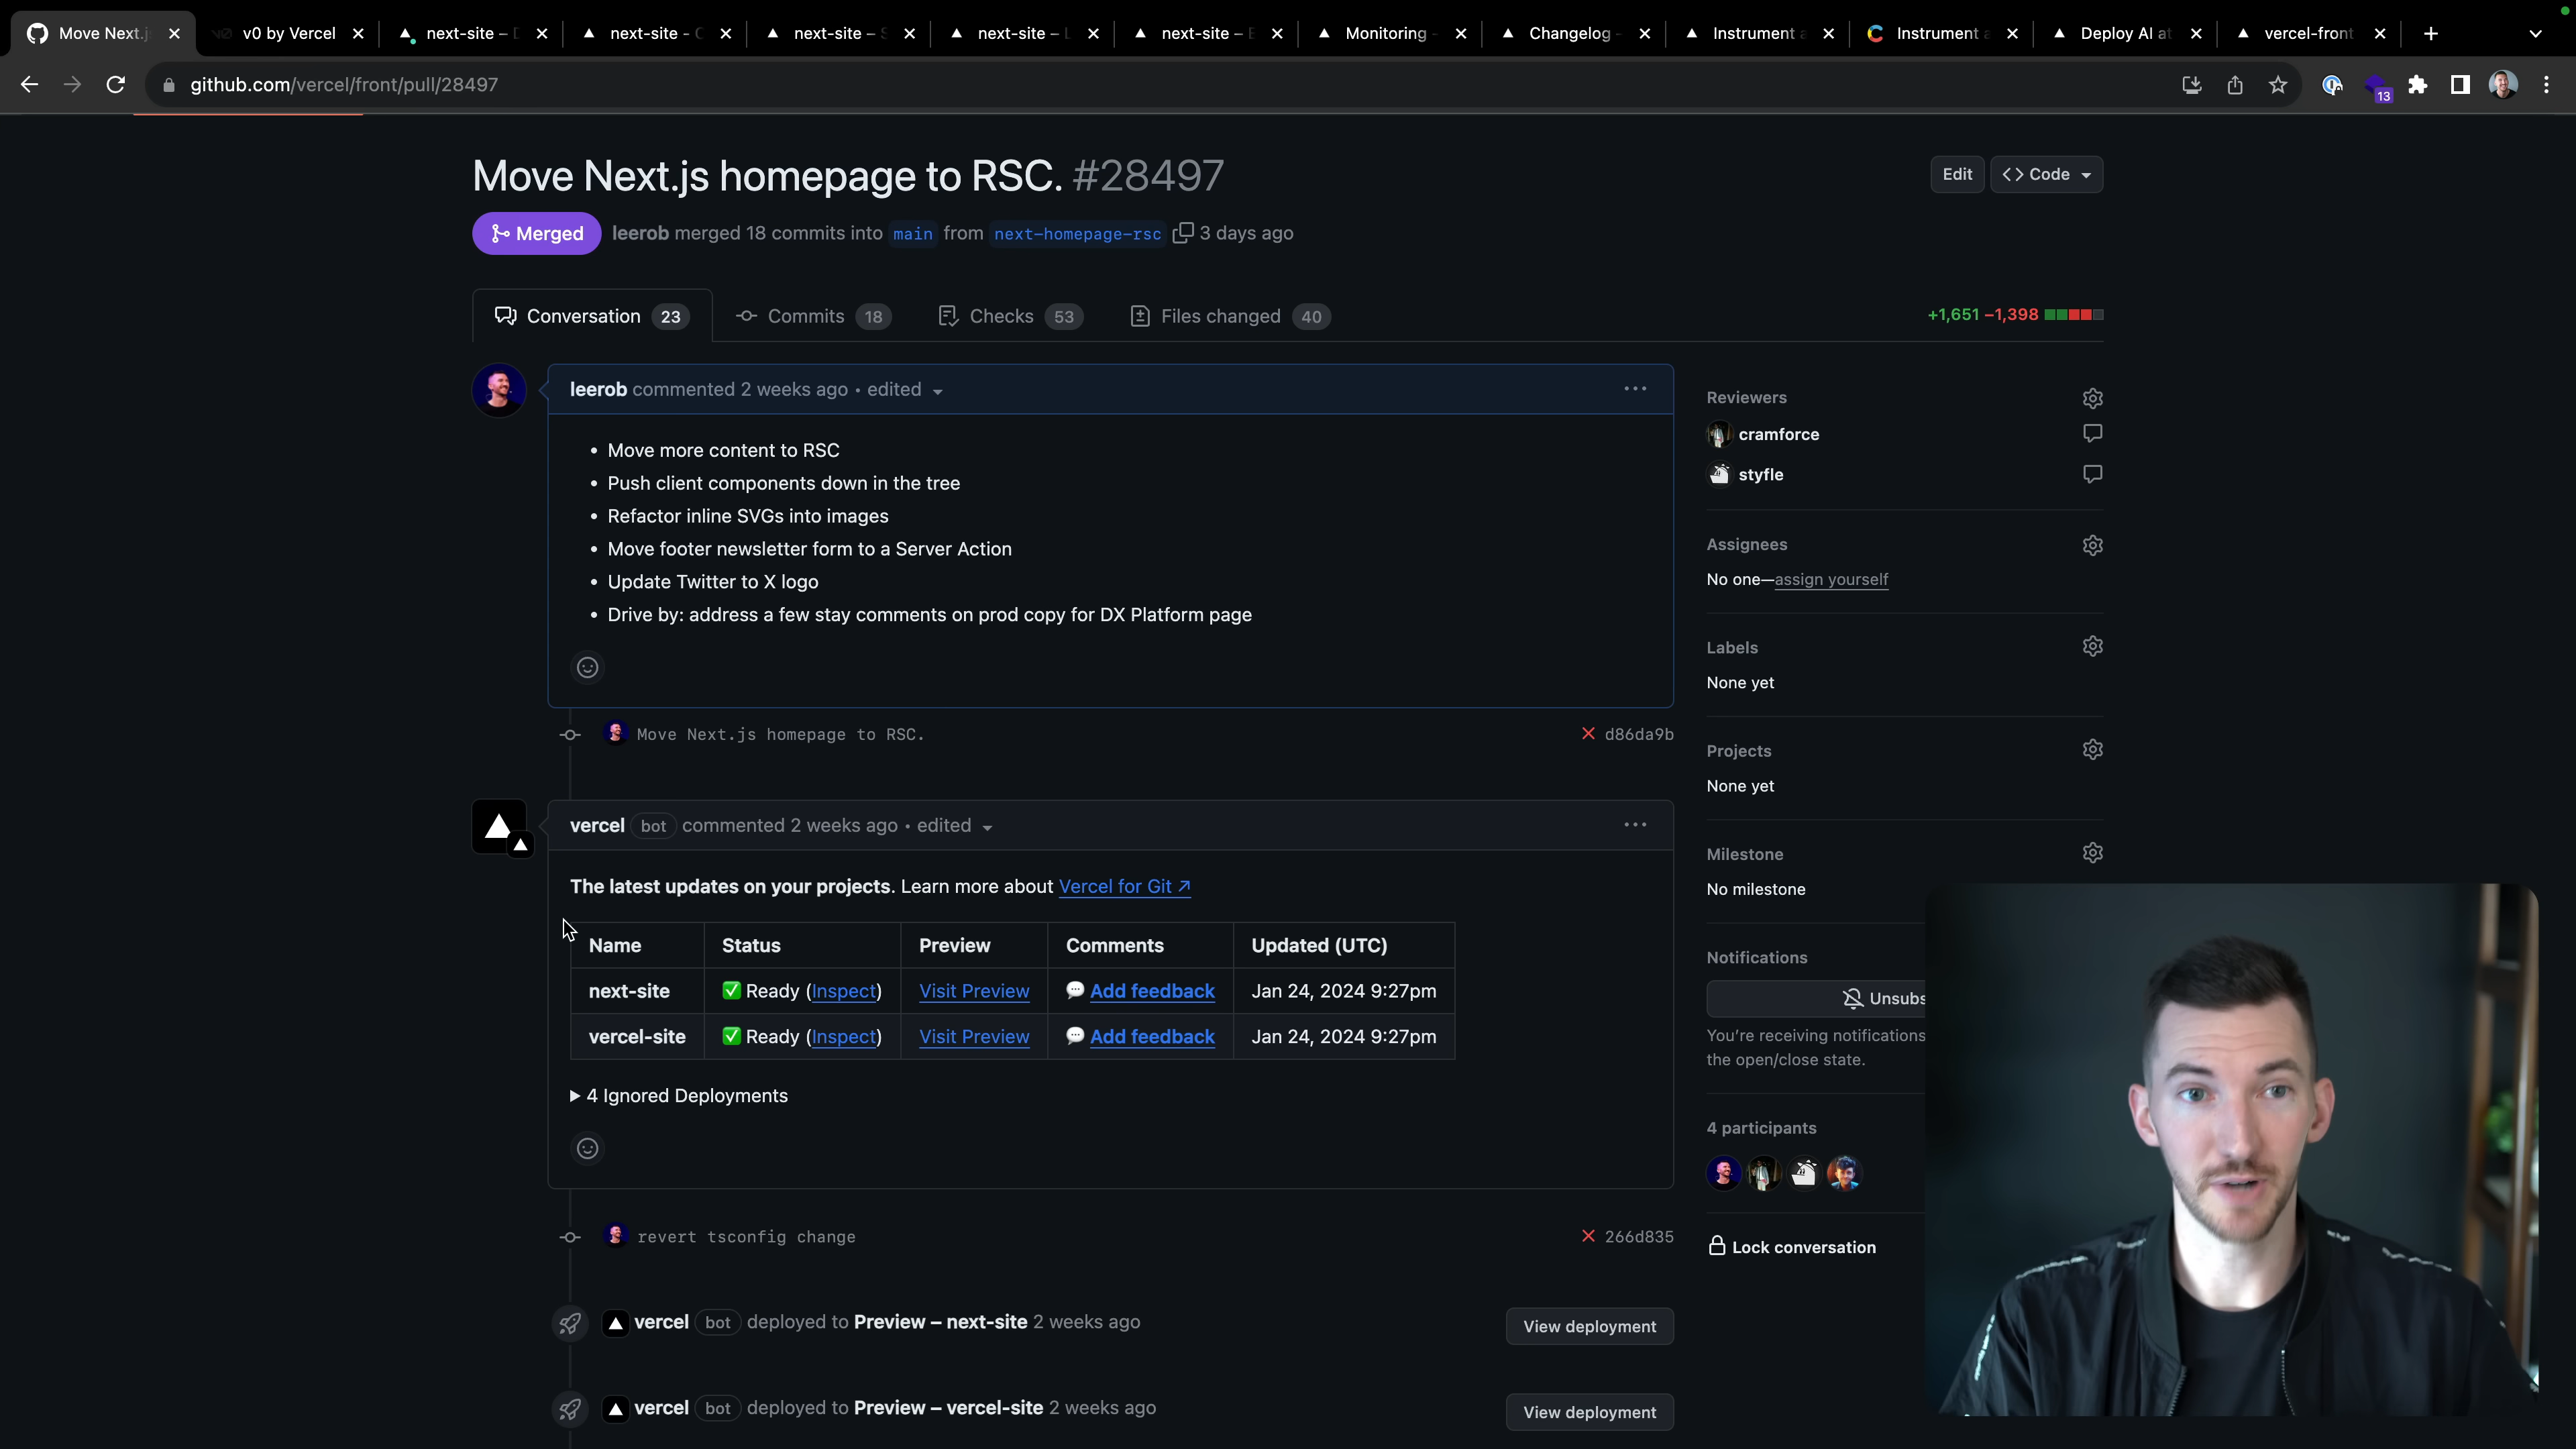 Move Next.j
v0 by Vercel
next-site –
next-site -
next-site –
next-site –
next-site –
Monitoring -
Changelog -
Instrument
Instrument
Deploy AI at
vercel-front
github.com/vercel/front/pull/28497
13
Move Next.js homepage to RSC. #28497
Edit
<> Code
Merged
leerob merged 18 commits into main from next-homepage-rsc 3 days ago
Conversation 23
Commits 18
Checks 53
Files changed 40
+1,651 −1,398
leerob commented 2 weeks ago • edited
• Move more content to RSC
• Push client components down in the tree
• Refactor inline SVGs into images
• Move footer newsletter form to a Server Action
• Update Twitter to X logo
• Drive by: address a few stay comments on prod copy for DX Platform page
Move Next.js homepage to RSC.
d86da9b
vercel bot commented 2 weeks ago • edited
The latest updates on your projects. Learn more about Vercel for Git ↗
Name Status Preview Comments Updated (UTC)
next-site ✅ Ready (Inspect) Visit Preview 💬 Add feedback Jan 24, 2024 9:27pm
vercel-site ✅ Ready (Inspect) Visit Preview 💬 Add feedback Jan 24, 2024 9:27pm
4 Ignored Deployments
revert tsconfig change
266d835
vercel bot deployed to Preview – next-site 2 weeks ago
View deployment
vercel bot deployed to Preview – vercel-site 2 weeks ago
View deployment
Reviewers
cramforce
styfle
Assignees
No one—assign yourself
Labels
None yet
Projects
None yet
Milestone
No milestone
Notifications
Unsubs
You're receiving notifications
the open/close state.
4 participants
Lock conversation